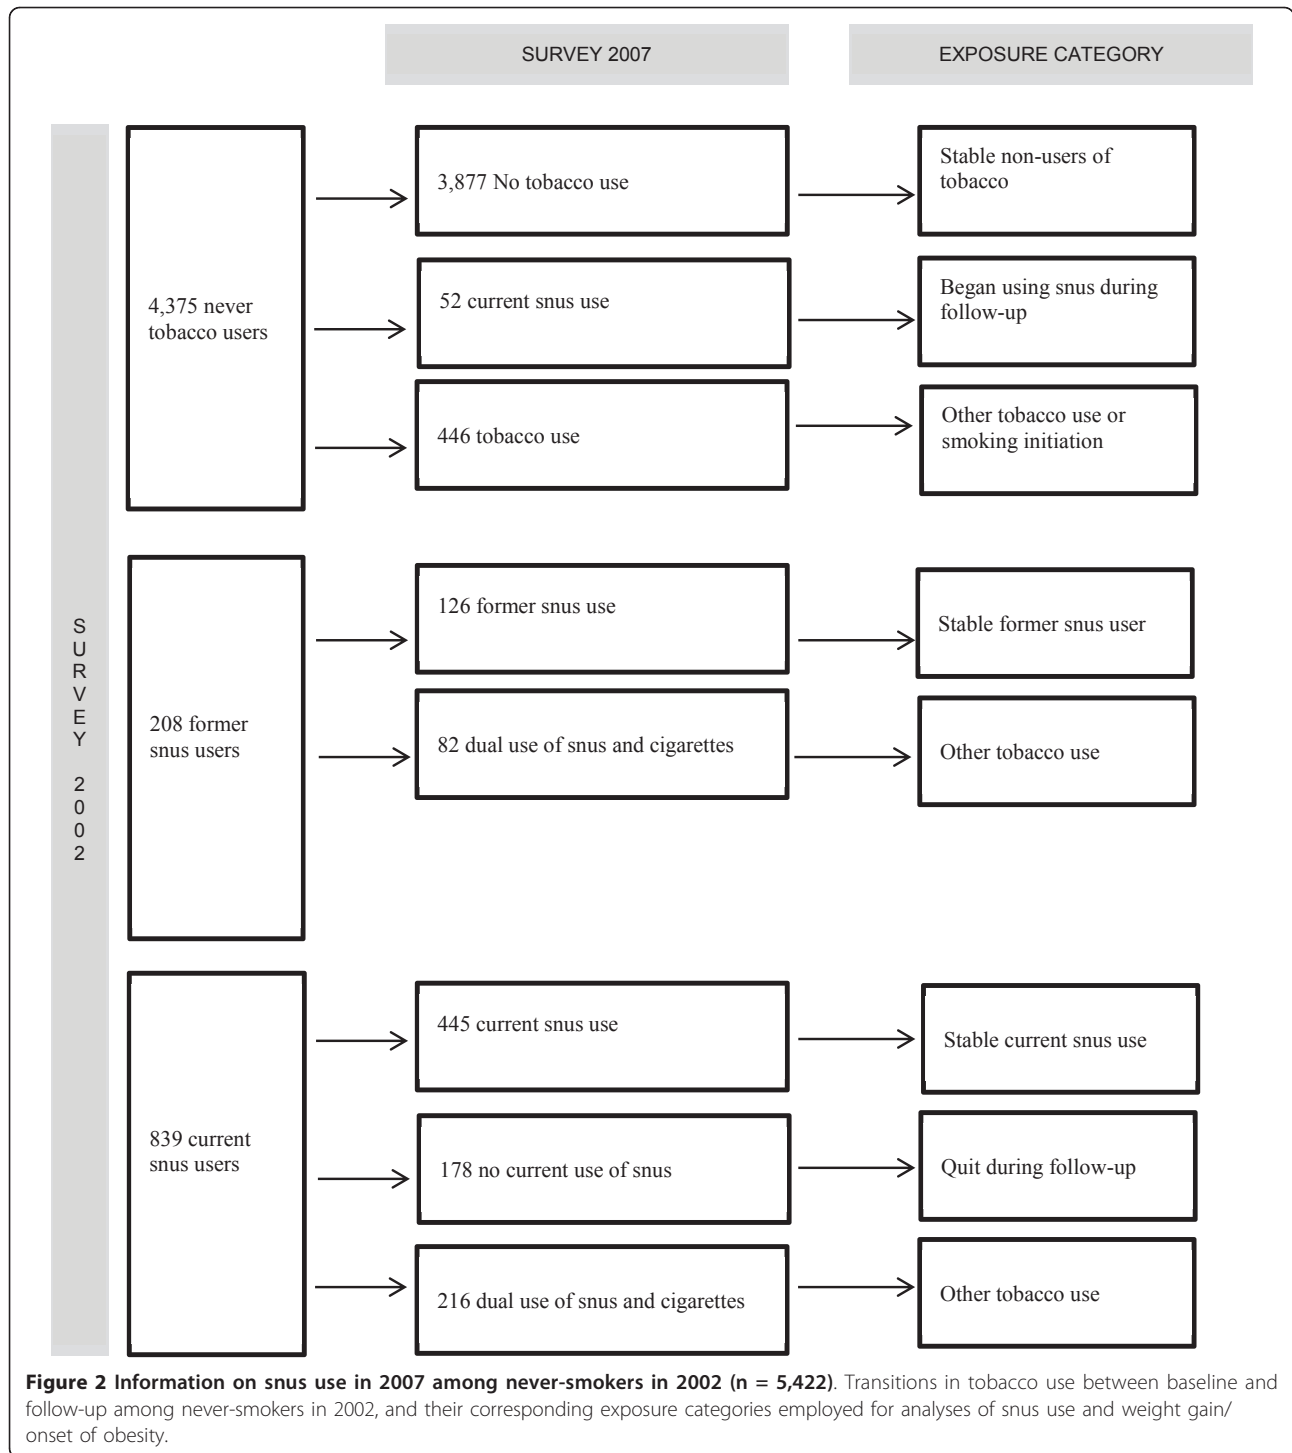 SURVEY 2007
EXPOSURE CATEGORY
SURVEY 2002
4,375 never
tobacco users
3,877 No tobacco use
Stable non-users of
tobacco
52 current snus use
Began using snus during
follow-up
446 tobacco use
Other tobacco use or
smoking initiation
208 former
snus users
126 former snus use
Stable former snus user
82 dual use of snus and cigarettes
Other tobacco use
839 current
snus users
445 current snus use
Stable current snus use
178 no current use of snus
Quit during follow-up
216 dual use of snus and cigarettes
Other tobacco use
Figure 2 Information on snus use in 2007 among never-smokers in 2002 (n = 5,422). Transitions in tobacco use between baseline and
follow-up among never-smokers in 2002, and their corresponding exposure categories employed for analyses of snus use and weight gain/
onset of obesity.